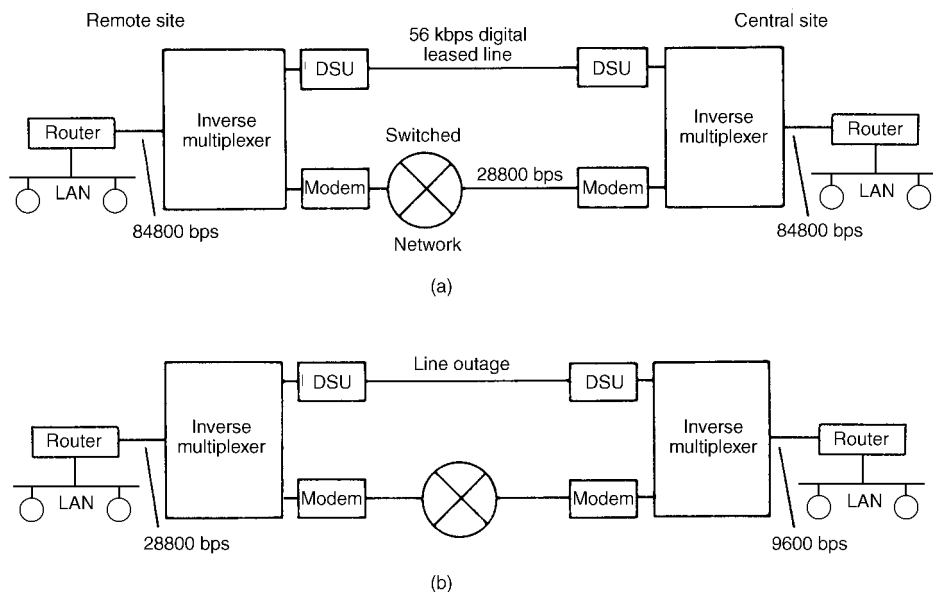 Remote site
56 kbps digital
leased line
Central site
DSU
DSU
Inverse
multiplexer
Inverse
multiplexer
Router
Router
Switched
LAN
Modem
28800 bps
Modem
LAN
84800 bps
Network
84800 bps
(a)
Line outage
DSU
DSU
Inverse
multiplexer
Inverse
multiplexer
Router
Router
LAN
Modem
Modem
LAN
28800 bps
9600 bps
(b)